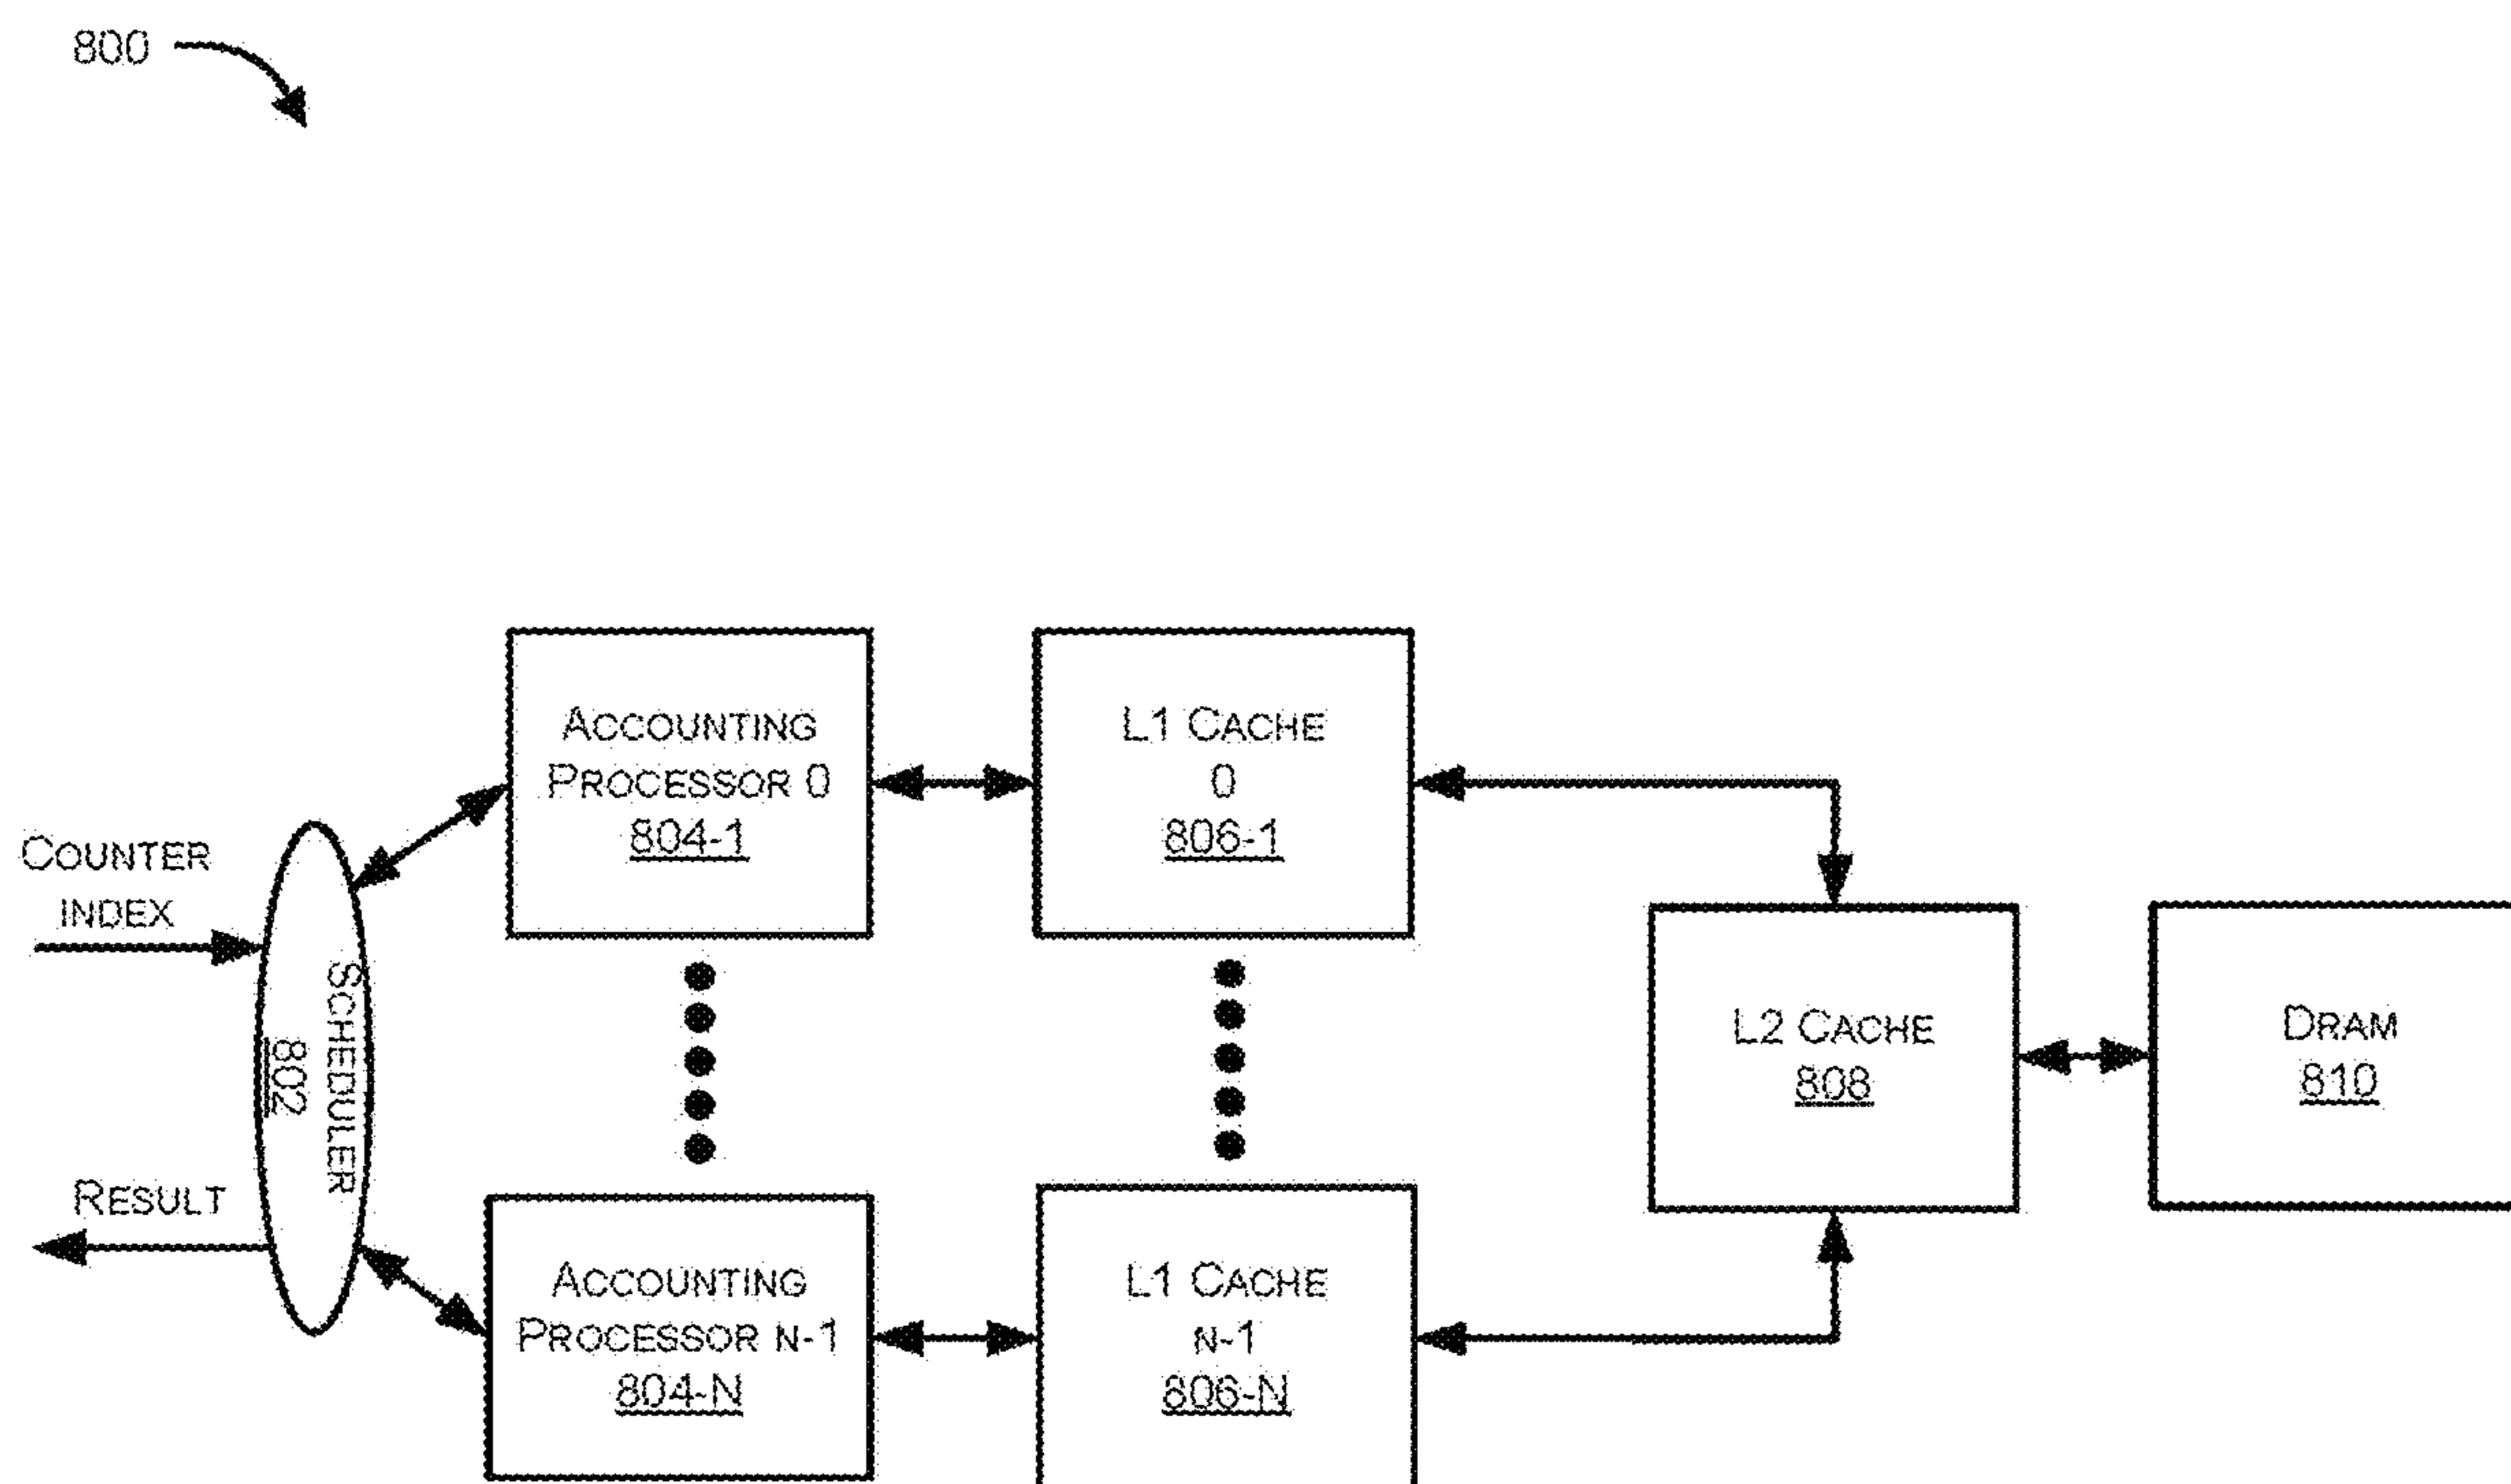 800
COUNTER
INDEX
RESULT
SCHEDULER
802
ACCOUNTING
PROCESSOR 0
804-1
L1 CACHE
0
806-1
ACCOUNTING
PROCESSOR N-1
804-N
L1 CACHE
N-1
806-N
L2 CACHE
808
DRAM
810